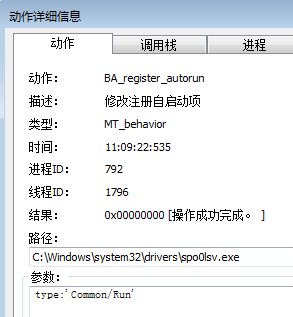 动作详细信息
动作 调用栈 进程
动作： BA_register_autorun
描述： 修改注册自启动项
类型： MT_behavior
时间： 11:09:22:535
进程ID： 792
线程ID： 1796
结果： 0x00000000 [操作成功完成。 ]
路径：
C:\Windows\system32\drivers\spo0lsv.exe
参数：
type:'Common/Run'